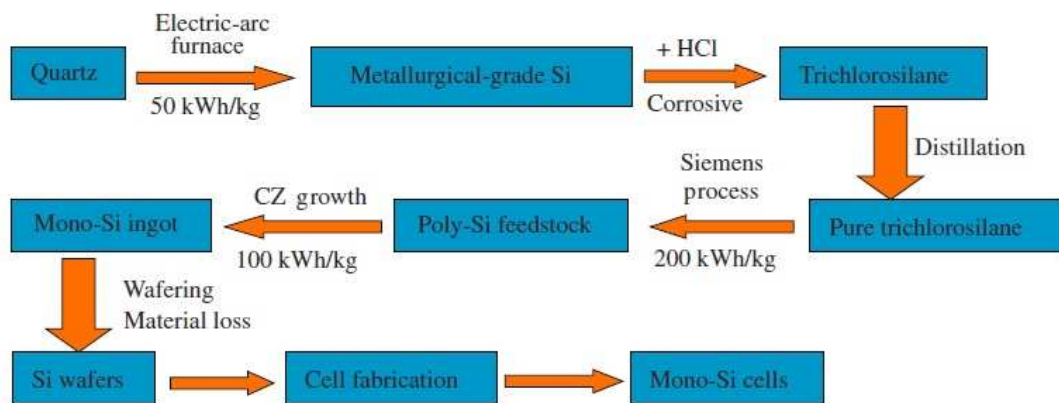 Electric-arc
furnace
Quartz
50 kWh/kg
Metallurgical-grade Si
+ HCl
Corrosive
Trichlorosilane
Distillation
Pure trichlorosilane
Siemens
process
200 kWh/kg
Poly-Si feedstock
CZ growth
100 kWh/kg
Mono-Si ingot
Wafering
Material loss
Si wafers
Cell fabrication
Mono-Si cells